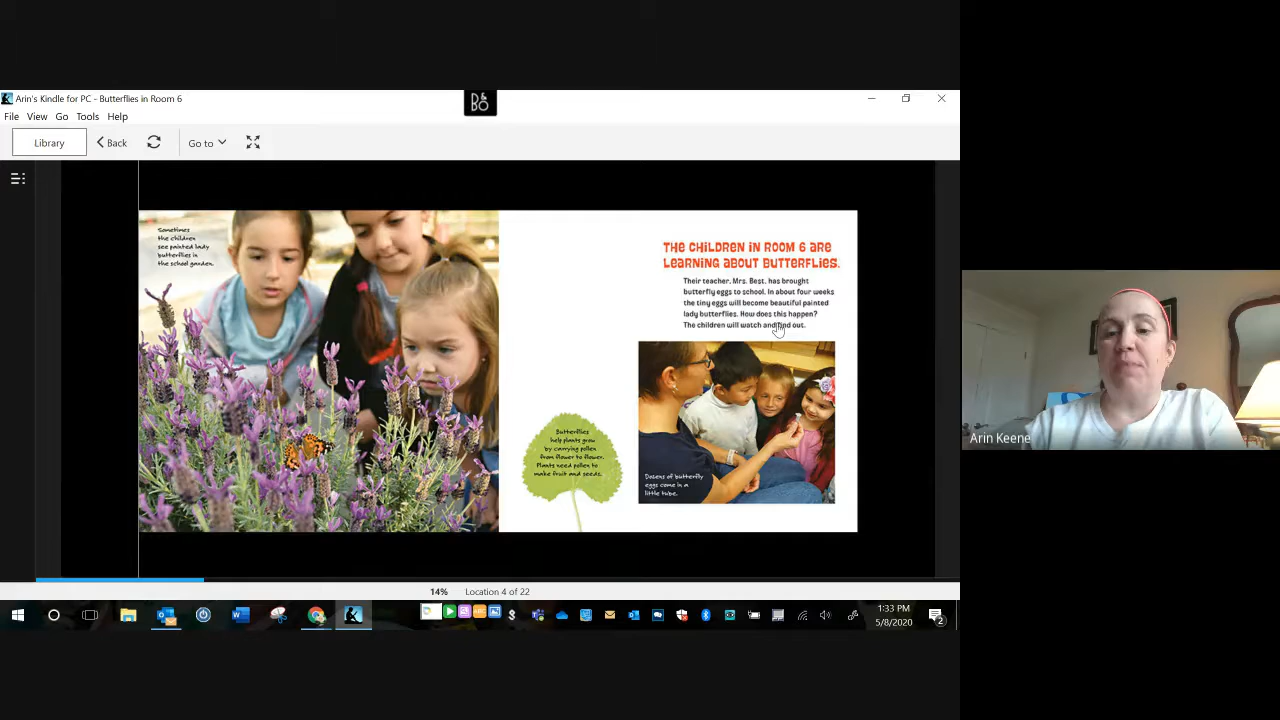 Arin's Kindle for PC - Butterflies in Room 6
B&O
File View Go Tools Help
Library Back Go to
Sometimes
the children
see painted lady
butterflies in
the school garden.
THE CHILDREN IN ROOM 6 ARE
LEARNING ABOUT BUTTERFLIES.
Their teacher, Mrs. Best, has brought
butterfly eggs to school. In about four weeks
the tiny eggs will become beautiful painted
lady butterflies. How does this happen?
The children will watch and find out.
Butterflies
help plants grow
by carrying pollen
from flower to flower.
Plants need pollen to
make fruit and seeds.
Dozens of butterfly
eggs come in a
little tube.
Arin Keene
14% Location 4 of 22
1:33 PM
5/8/2020
2